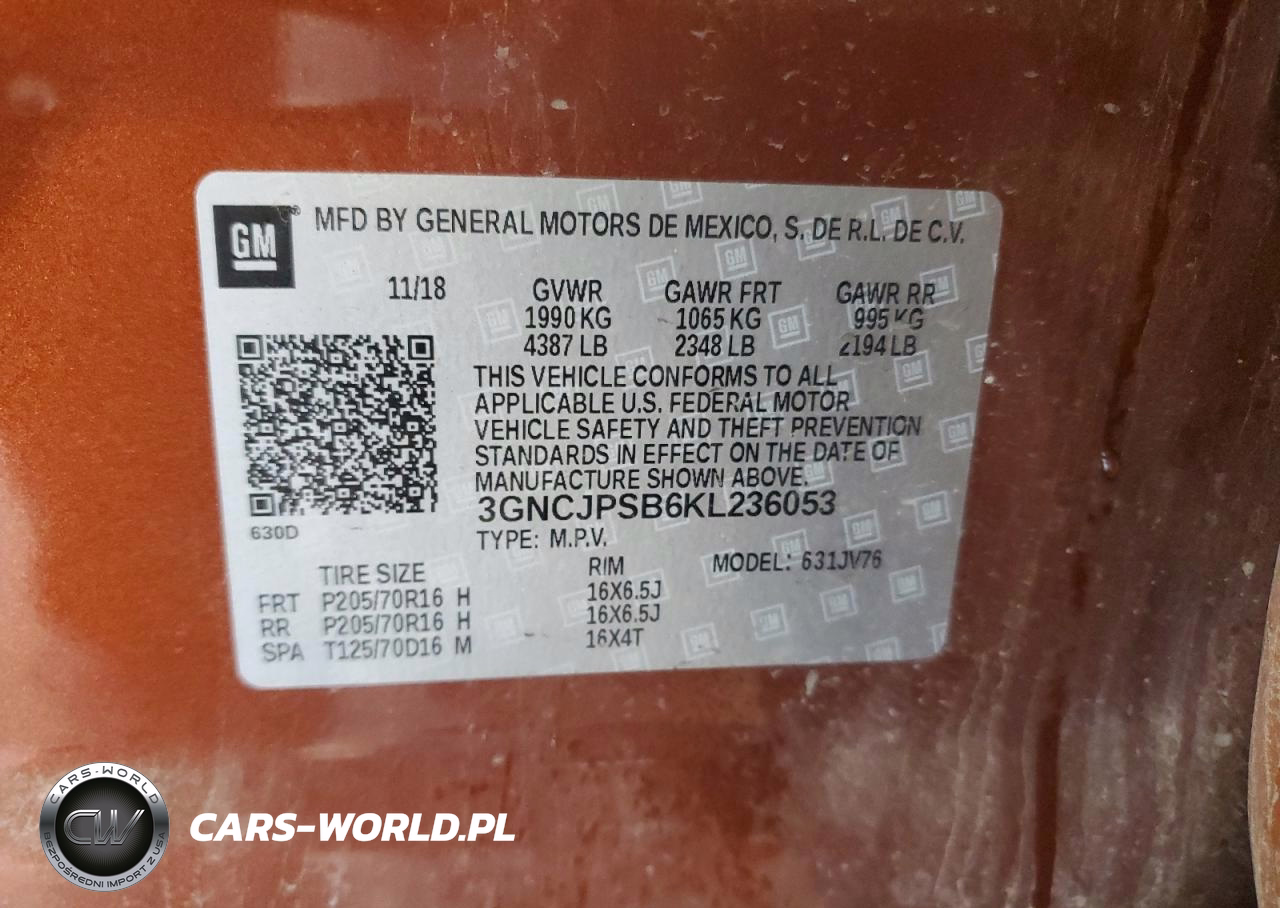 GM
MFD BY GENERAL MOTORS DE MEXICO, S. DE R.L. DE C.V.
11/18
GVWR GAWR FRT GAWR RR
1990 KG 1065 KG 995 KG
4387 LB 2348 LB 2194 LB
THIS VEHICLE CONFORMS TO ALL
APPLICABLE U.S. FEDERAL MOTOR
VEHICLE SAFETY AND THEFT PREVENTION
STANDARDS IN EFFECT ON THE DATE OF
MANUFACTURE SHOWN ABOVE.
3GNCJPSB6KL236053
630D
TYPE: M.P.V.
TIRE SIZE RIM MODEL: 631JV76
FRT P205/70R16 H 16X6.5J
RR P205/70R16 H 16X6.5J
SPA T125/70D16 M 16X4T
CARS-WORLD
CW
BEZPOŚREDNI IMPORT Z USA
CARS-WORLD.PL